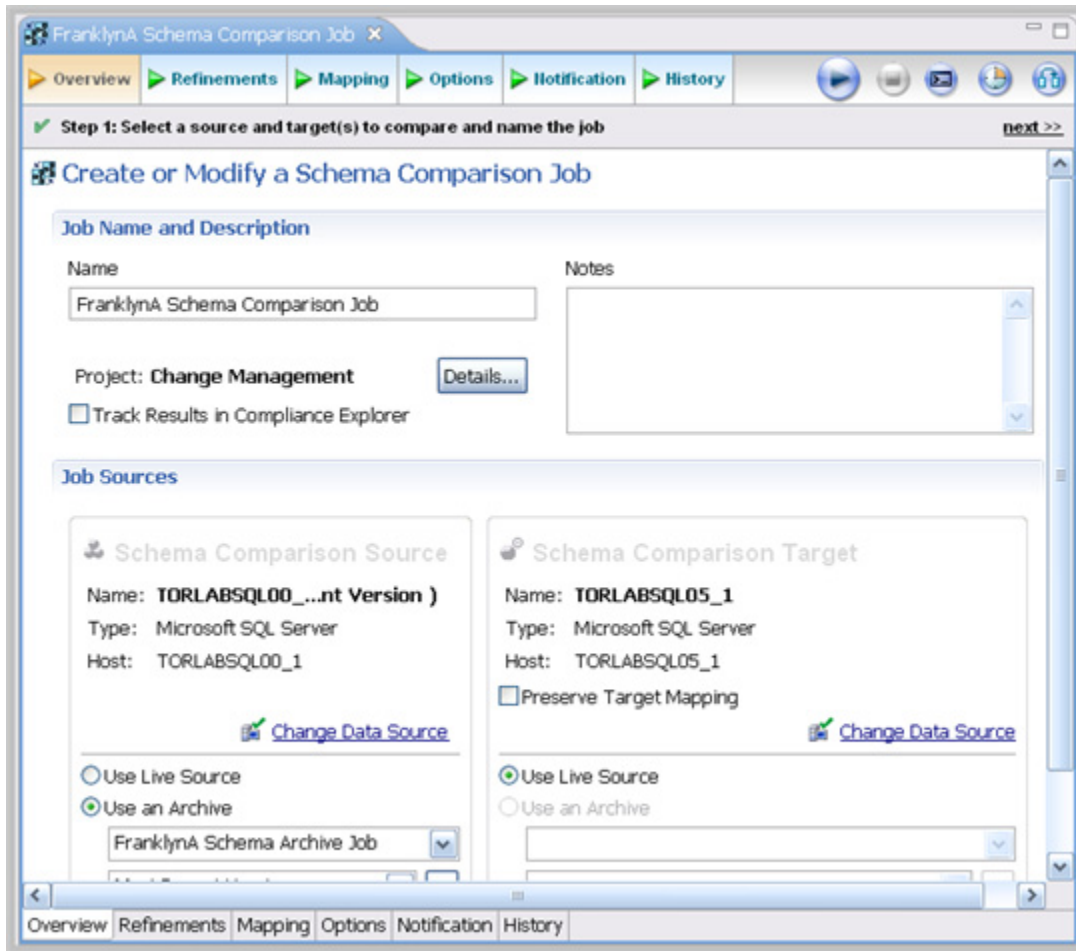 FranklynA Schema Comparison Job
Overview Refinements Mapping Options Notification History
Step 1: Select a source and target(s) to compare and name the job next >>
Create or Modify a Schema Comparison Job
Job Name and Description
Name Notes
FranklynA Schema Comparison Job
Project: Change Management Details...
Track Results in Compliance Explorer
Job Sources
Schema Comparison Source
Name: TORLABSQL00_...nt Version )
Type: Microsoft SQL Server
Host: TORLABSQL00_1
Change Data Source
Use Live Source
Use an Archive
FranklynA Schema Archive Job
Schema Comparison Target
Name: TORLABSQL05_1
Type: Microsoft SQL Server
Host: TORLABSQL05_1
Preserve Target Mapping
Change Data Source
Use Live Source
Use an Archive
Overview Refinements Mapping Options Notification History